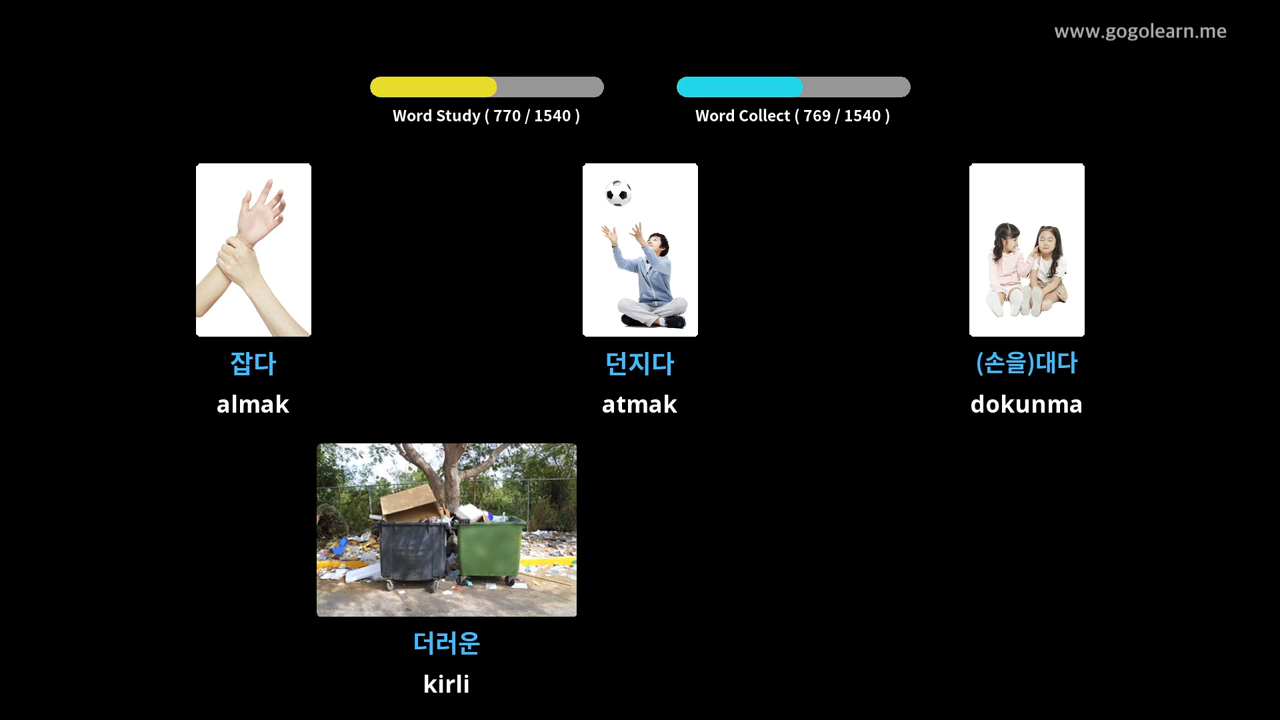 www.gogolearn.me
Word Study ( 770 / 1540 )
Word Collect ( 769 / 1540 )
잡다
almak
던지다
atmak
(손을)대다
dokunma
더러운
kirli